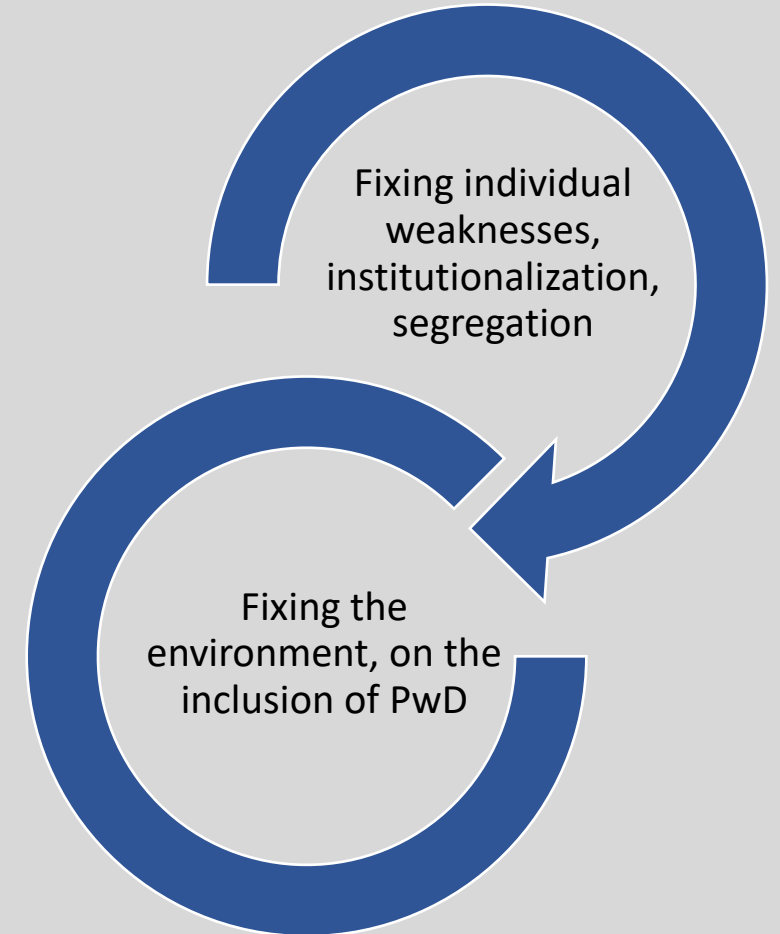 Fixing individual
weaknesses,
institutionalization,
segregation
Fixing the
environment, on the
inclusion of PwD